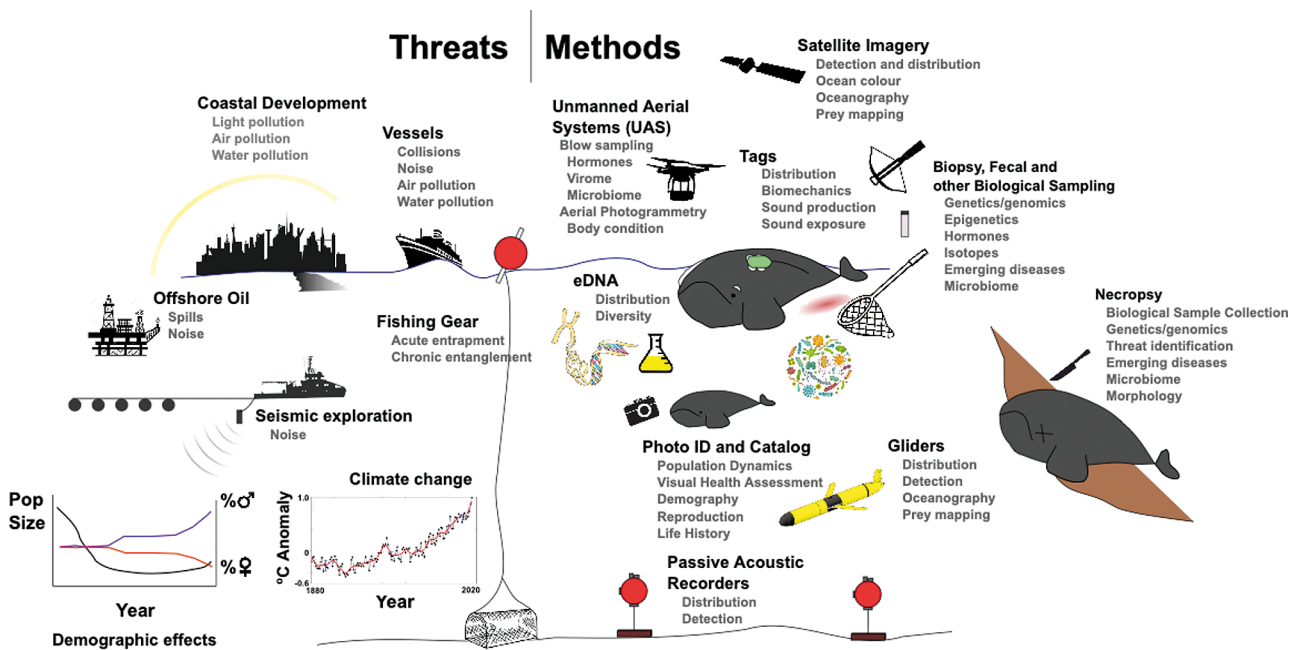 Threats
Methods
Coastal Development
Light pollution
Air pollution
Water pollution
Vessels
Collisions
Noise
Air pollution
Water pollution
Offshore Oil
Spills
Noise
Fishing Gear
Acute entrapment
Chronic entanglement
Seismic exploration
Noise
Pop
Size
%♂
%♀
Year
Demographic effects
Climate change
ºC Anomaly
1.0
0
-0.6
1880
2020
Year
Satellite Imagery
Detection and distribution
Ocean colour
Oceanography
Prey mapping
Unmanned Aerial
Systems (UAS)
Blow sampling
Hormones
Virome
Microbiome
Aerial Photogrammetry
Body condition
Tags
Distribution
Biomechanics
Sound production
Sound exposure
Biopsy, Fecal and
other Biological Sampling
Genetics/genomics
Epigenetics
Hormones
Isotopes
Emerging diseases
Microbiome
eDNA
Distribution
Diversity
Necropsy
Biological Sample Collection
Genetics/genomics
Threat identification
Emerging diseases
Microbiome
Morphology
Photo ID and Catalog
Population Dynamics
Visual Health Assessment
Demography
Reproduction
Life History
Gliders
Distribution
Detection
Oceanography
Prey mapping
Passive Acoustic
Recorders
Distribution
Detection